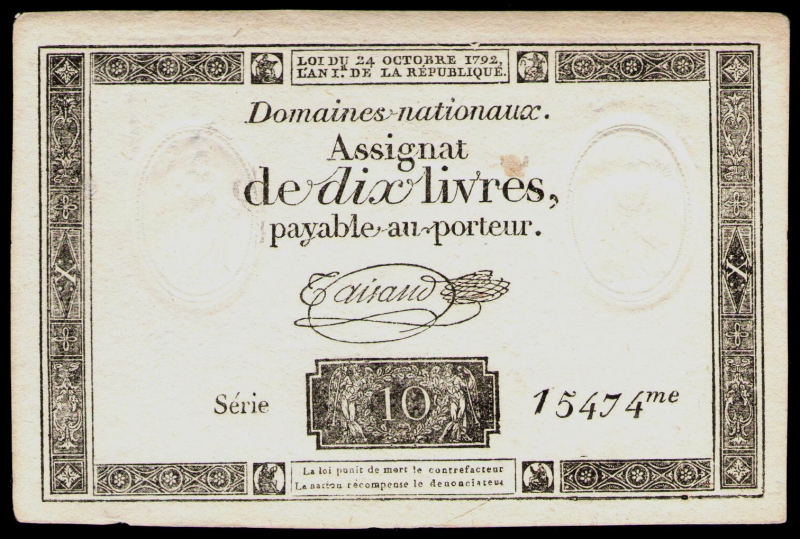 LOI DU 24 OCTOBRE 1792,
L'AN I.er DE LA RÉPUBLIQUE.
Domaines nationaux.
Assignat
de dix livres,
payable au porteur.
Taisaud
X
X
Série 10 15474me
La loi punit de mort le contrefacteur
La nation récompense le dénonciateur